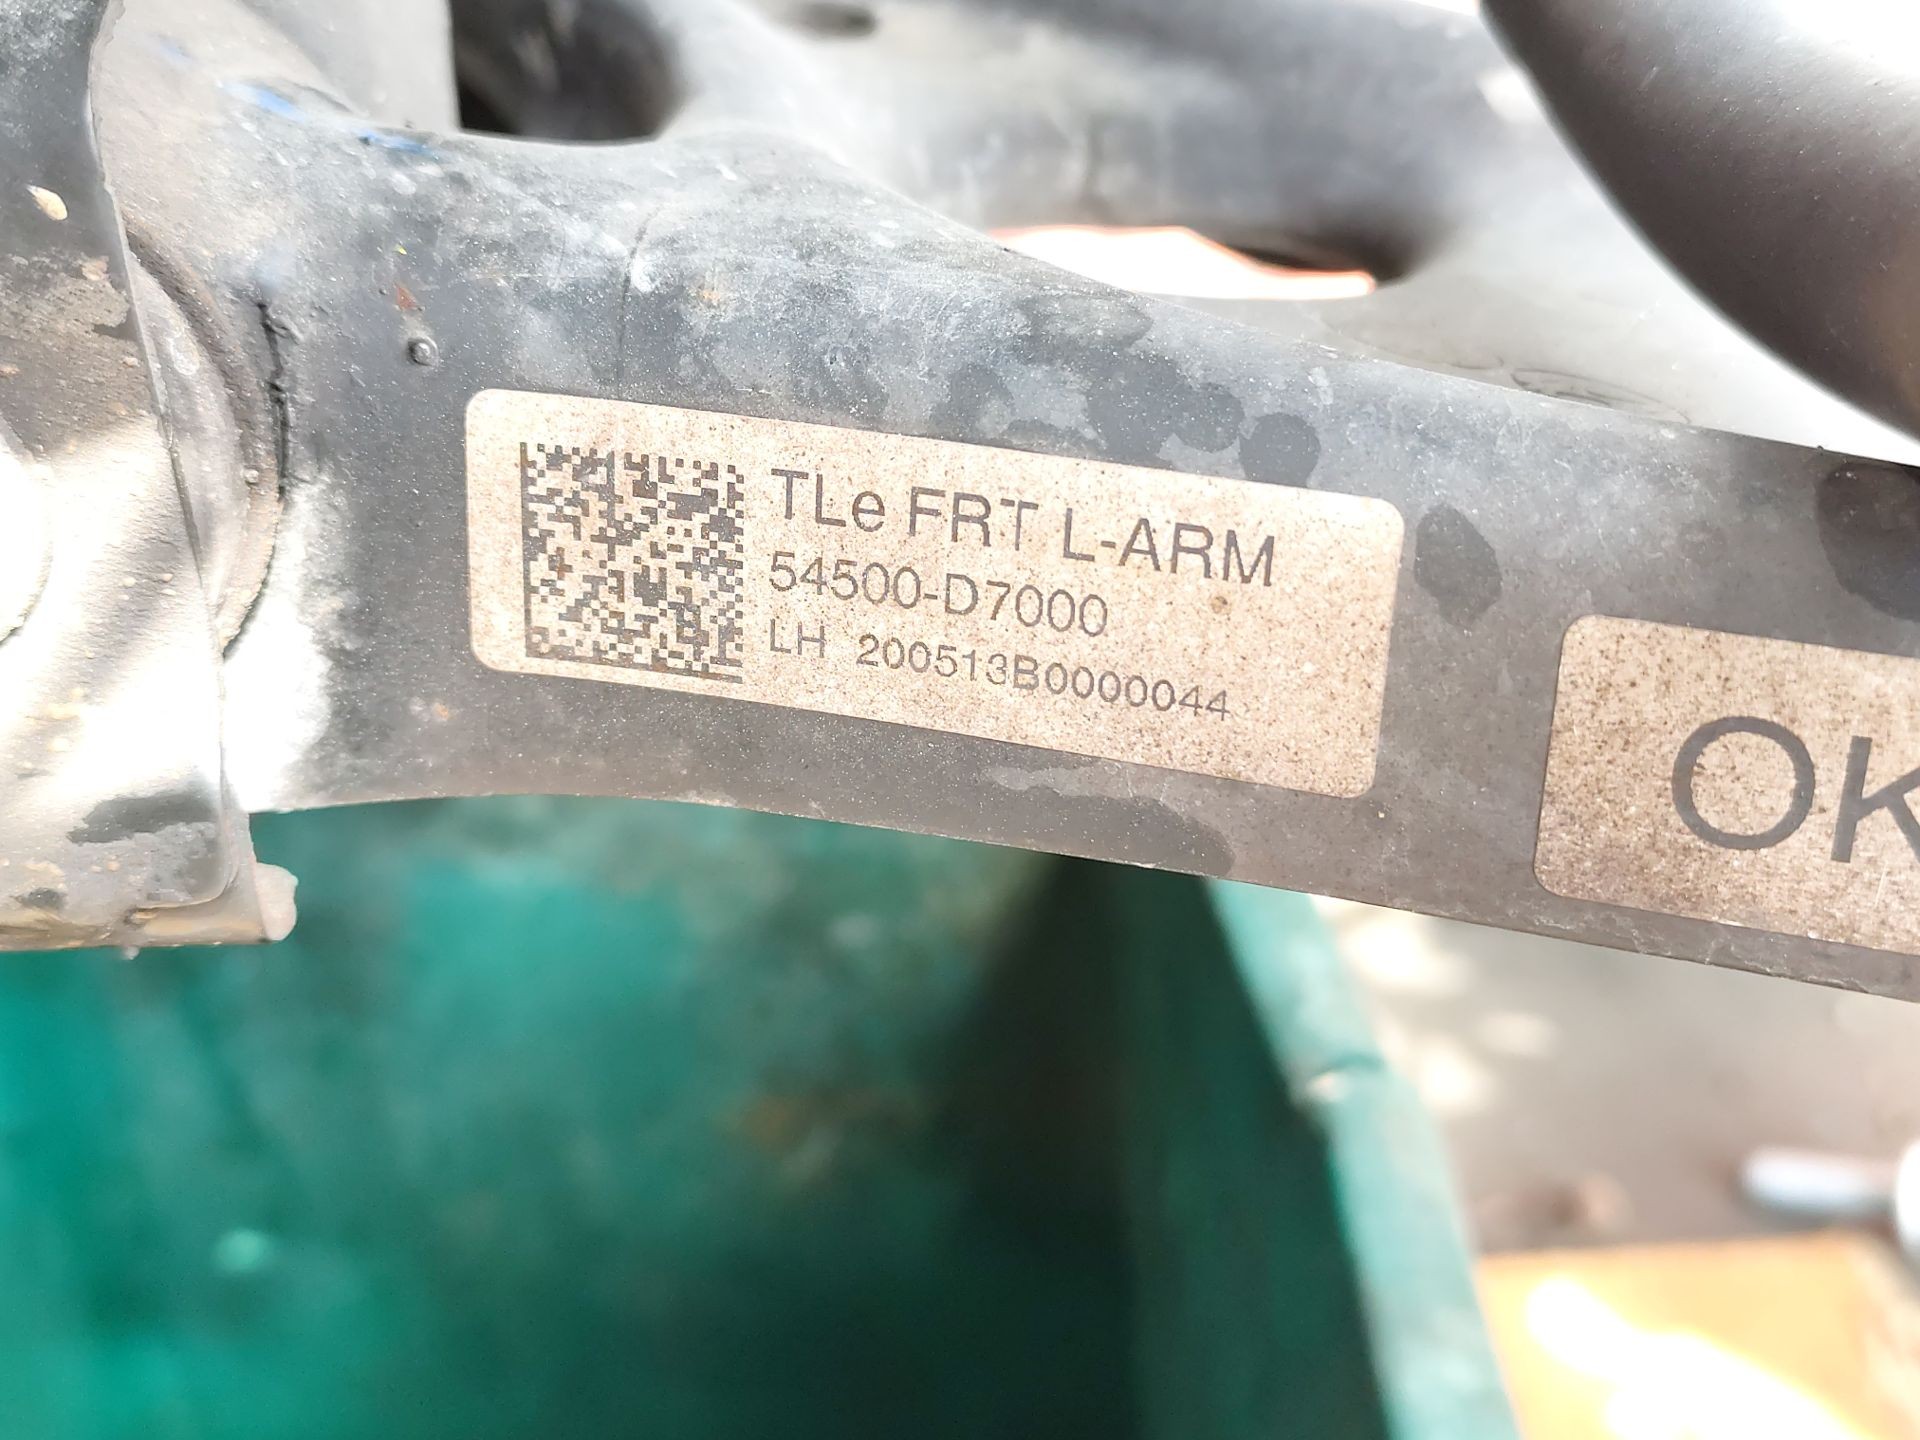 TLe FRT L-ARM
54500-D7000
LH 200513B0000044
OK